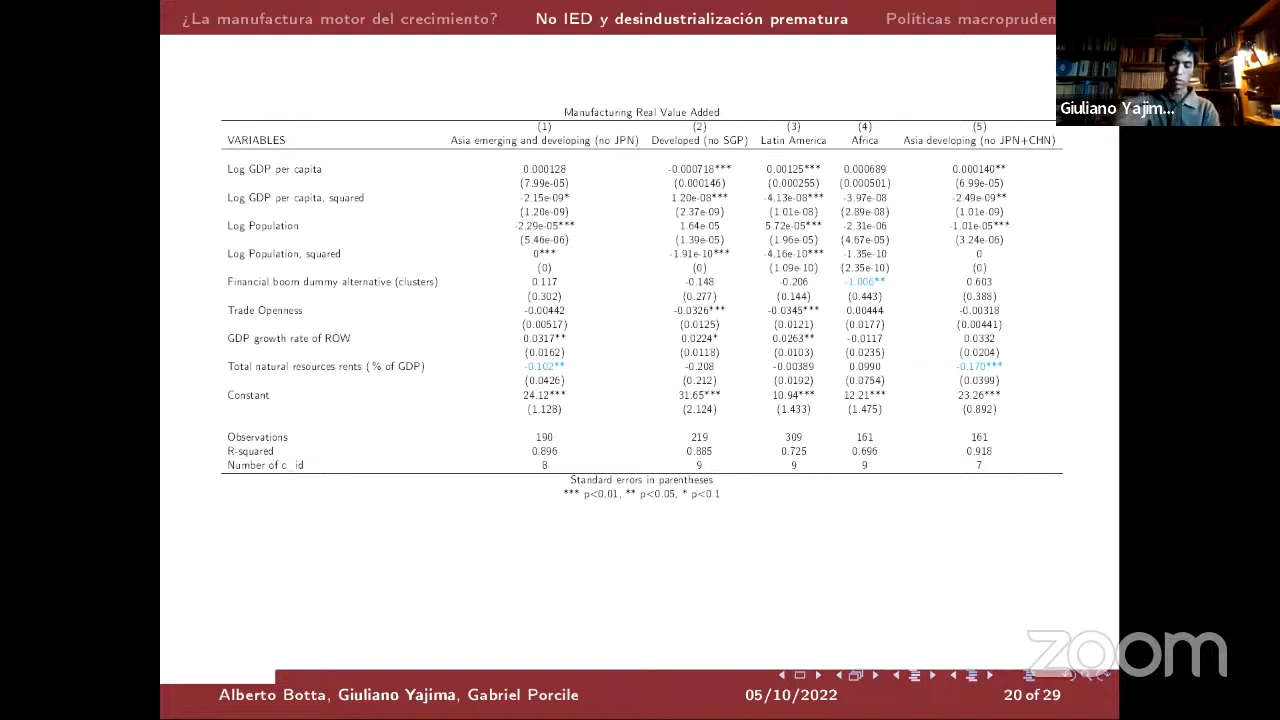 ¿La manufactura motor del crecimiento? No IED y desindustrialización prematura Políticas macropruden
Giuliano Yajim...
Manufacturing Real Value Added
(1) (2) (3) (4) (5)
VARIABLES Asia emerging and developing (no JPN) Developed (no SGP) Latin America Africa Asia developing (no JPN+CHN)
Log GDP per capita 0.000128 -0.000718*** 0.00125*** 0.000689 0.000140**
(7.99e-05) (0.000146) (0.000255) (0.000501) (6.99e-05)
Log GDP per capita, squared -2.15e-09* 1.20e-08*** -4.13e-08*** -3.97e-08 -2.49e-09**
(1.20e-09) (2.37e-09) (1.01e-08) (2.89e-08) (1.01e-09)
Log Population -2.29e-05*** 1.64e-05 5.72e-05*** -2.31e-06 -1.01e-05***
(5.46e-06) (1.39e-05) (1.96e-05) (4.67e-05) (3.24e-06)
Log Population, squared 0*** -1.91e-10*** -4.16e-10*** -1.35e-10 0
(0) (0) (1.09e-10) (2.35e-10) (0)
Financial boom dummy alternative (clusters) 0.117 -0.148 -0.206 -1.006** 0.603
(0.302) (0.277) (0.144) (0.443) (0.388)
Trade Openness -0.00442 -0.0326*** -0.0345*** 0.00444 -0.00318
(0.00517) (0.0125) (0.0121) (0.0177) (0.00441)
GDP growth rate of ROW 0.0317** 0.0224* 0.0263** -0.0117 0.0332
(0.0162) (0.0118) (0.0103) (0.0235) (0.0204)
Total natural resources rents (% of GDP) -0.102** -0.208 -0.00389 0.0990 -0.170***
(0.0426) (0.212) (0.0192) (0.0754) (0.0399)
Constant 24.12*** 31.65*** 10.94*** 12.21*** 23.26***
(1.128) (2.124) (1.433) (1.475) (0.892)
Observations 190 219 309 161 161
R-squared 0.896 0.885 0.725 0.696 0.918
Number of c_id 8 9 9 9 7
Standard errors in parentheses
*** p<0.01, ** p<0.05, * p<0.1
zoom
Alberto Botta, Giuliano Yajima, Gabriel Porcile 05/10/2022 20 of 29